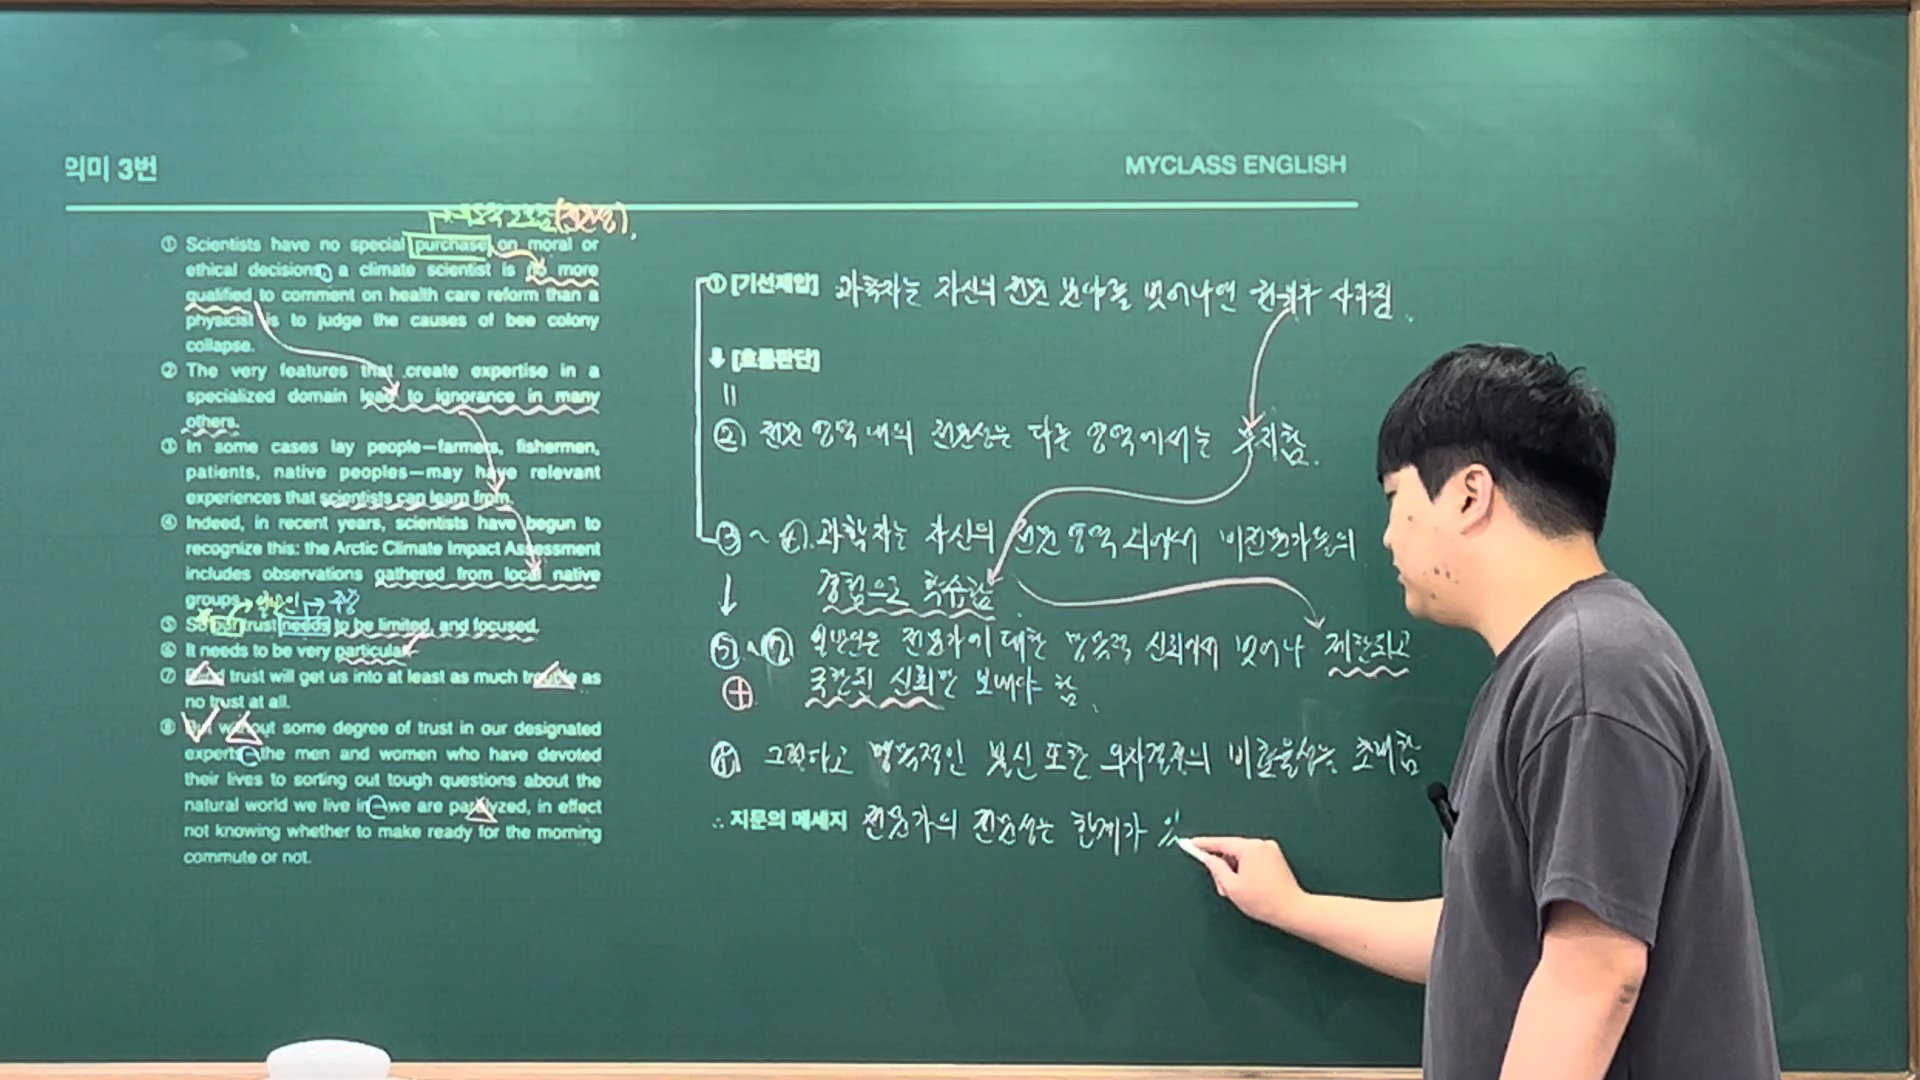 의미 3번
MYCLASS ENGLISH
① Scientists have no special purchase on moral or
ethical decisions, a climate scientist is no more
qualified to comment on health care reform than a
physicist is to judge the causes of bee colony
collapse.
② The very features that create expertise in a
specialized domain lead to ignorance in many
others.
③ In some cases lay people—farmers, fishermen,
patients, native peoples—may have relevant
experiences that scientists can learn from.
④ Indeed, in recent years, scientists have begun to
recognize this: the Arctic Climate Impact Assessment
includes observations gathered from local native
groups.
일반인 주장
⑤ So our trust needs to be limited, and focused.
⑥ It needs to be very particular.
⑦ trust will get us into at least as much trouble as
no trust at all.
⑧ But without some degree of trust in our designated
experts the men and women who have devoted
their lives to sorting out tough questions about the
natural world we live in we are paralyzed, in effect
not knowing whether to make ready for the morning
commute or not.
① [기선제압] 과학자는 자신의 전문 분야를 벗어나면 한계가 사라짐.
↓ [흐름판단]
② 전문 영역 내의 전문성은 다른 영역에서는 무지함.
③ ~ ④. 과학자는 자신의 전문 영역 시에서 비전문가들의
경험으로 학습함
⑤ ~ ⑦ 일반인은 전문가에 대한 맹목적 신뢰에서 벗어나 제한되고
국한된 신뢰만 보내야 함.
⑧ 그렇다고 맹목적인 불신 또한 의사결정의 비효율성을 초래함
∴ 지문의 메세지 전문가의 전문성은 한계가 있